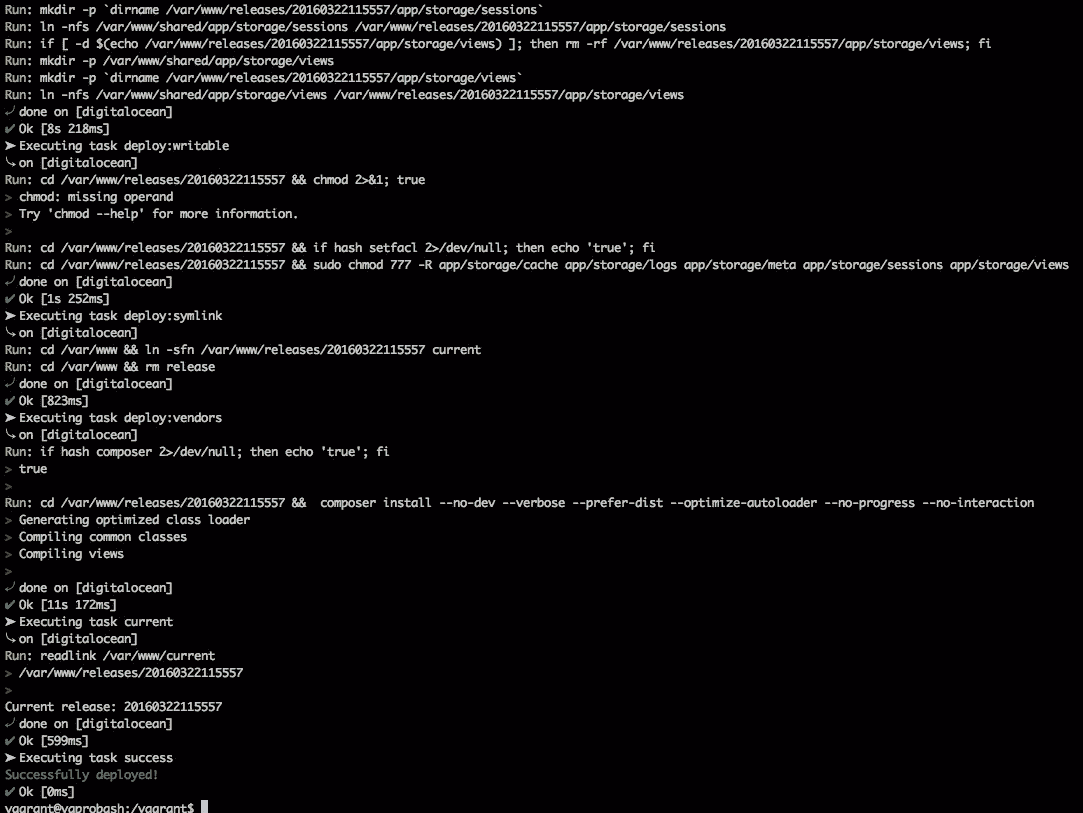 Run: mkdir -p `dirname /var/www/releases/20160322115557/app/storage/sessions`
Run: ln -nfs /var/www/shared/app/storage/sessions /var/www/releases/20160322115557/app/storage/sessions
Run: if [ -d $(echo /var/www/releases/20160322115557/app/storage/views) ]; then rm -rf /var/www/releases/20160322115557/app/storage/views; fi
Run: mkdir -p /var/www/shared/app/storage/views
Run: mkdir -p `dirname /var/www/releases/20160322115557/app/storage/views`
Run: ln -nfs /var/www/shared/app/storage/views /var/www/releases/20160322115557/app/storage/views
⤶ done on [digitalocean]
✔ Ok [8s 218ms]
➤ Executing task deploy:writable
⤷ on [digitalocean]
Run: cd /var/www/releases/20160322115557 && chmod 2>&1; true
> chmod: missing operand
> Try 'chmod --help' for more information.
>
Run: cd /var/www/releases/20160322115557 && if hash setfacl 2>/dev/null; then echo 'true'; fi
Run: cd /var/www/releases/20160322115557 && sudo chmod 777 -R app/storage/cache app/storage/logs app/storage/meta app/storage/sessions app/storage/views
⤶ done on [digitalocean]
✔ Ok [1s 252ms]
➤ Executing task deploy:symlink
⤷ on [digitalocean]
Run: cd /var/www && ln -sfn /var/www/releases/20160322115557 current
Run: cd /var/www && rm release
⤶ done on [digitalocean]
✔ Ok [823ms]
➤ Executing task deploy:vendors
⤷ on [digitalocean]
Run: if hash composer 2>/dev/null; then echo 'true'; fi
> true
>
Run: cd /var/www/releases/20160322115557 &&  composer install --no-dev --verbose --prefer-dist --optimize-autoloader --no-progress --no-interaction
> Generating optimized class loader
> Compiling common classes
> Compiling views
>
⤶ done on [digitalocean]
✔ Ok [11s 172ms]
➤ Executing task current
⤷ on [digitalocean]
Run: readlink /var/www/current
> /var/www/releases/20160322115557
>
Current release: 20160322115557
⤶ done on [digitalocean]
✔ Ok [599ms]
➤ Executing task success
Successfully deployed!
✔ Ok [0ms]
vagrant@vaprobash:/vagrant$